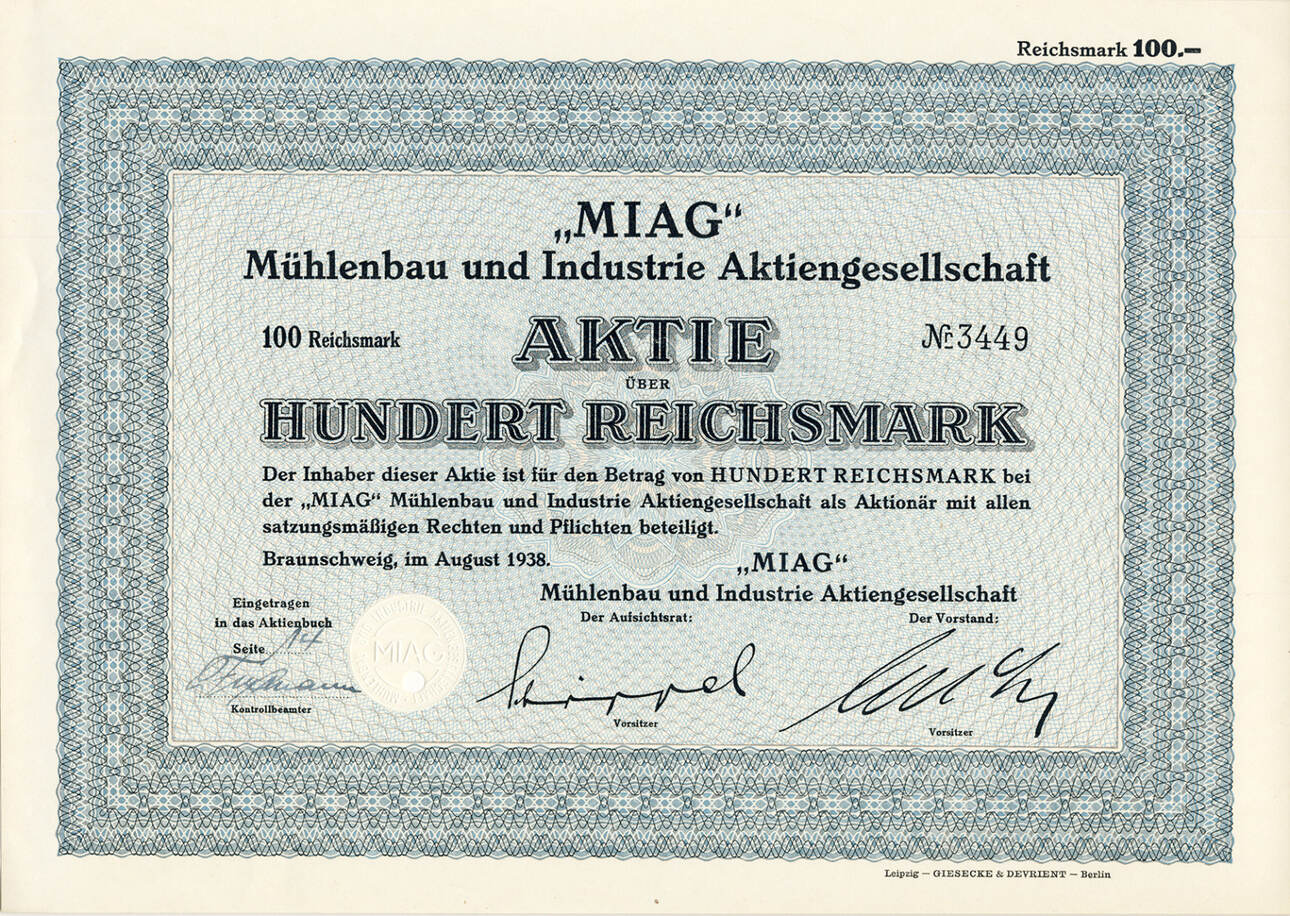 Reichsmark 100.—
„MIAG“
Mühlenbau und Industrie Aktiengesellschaft
100 Reichsmark
AKTIE
№ 3449
ÜBER
HUNDERT REICHSMARK
Der Inhaber dieser Aktie ist für den Betrag von HUNDERT REICHSMARK bei
der „MIAG“ Mühlenbau und Industrie Aktiengesellschaft als Aktionär mit allen
satzungsmäßigen Rechten und Pflichten beteiligt.
Braunschweig, im August 1938.
„MIAG“
Mühlenbau und Industrie Aktiengesellschaft
Der Aufsichtsrat:
Der Vorstand:
Eingetragen
in das Aktienbuch
Seite 14
MIAG
Kontrollbeamter
Vorsitzer
Vorsitzer
Leipzig — GIESECKE & DEVRIENT — Berlin